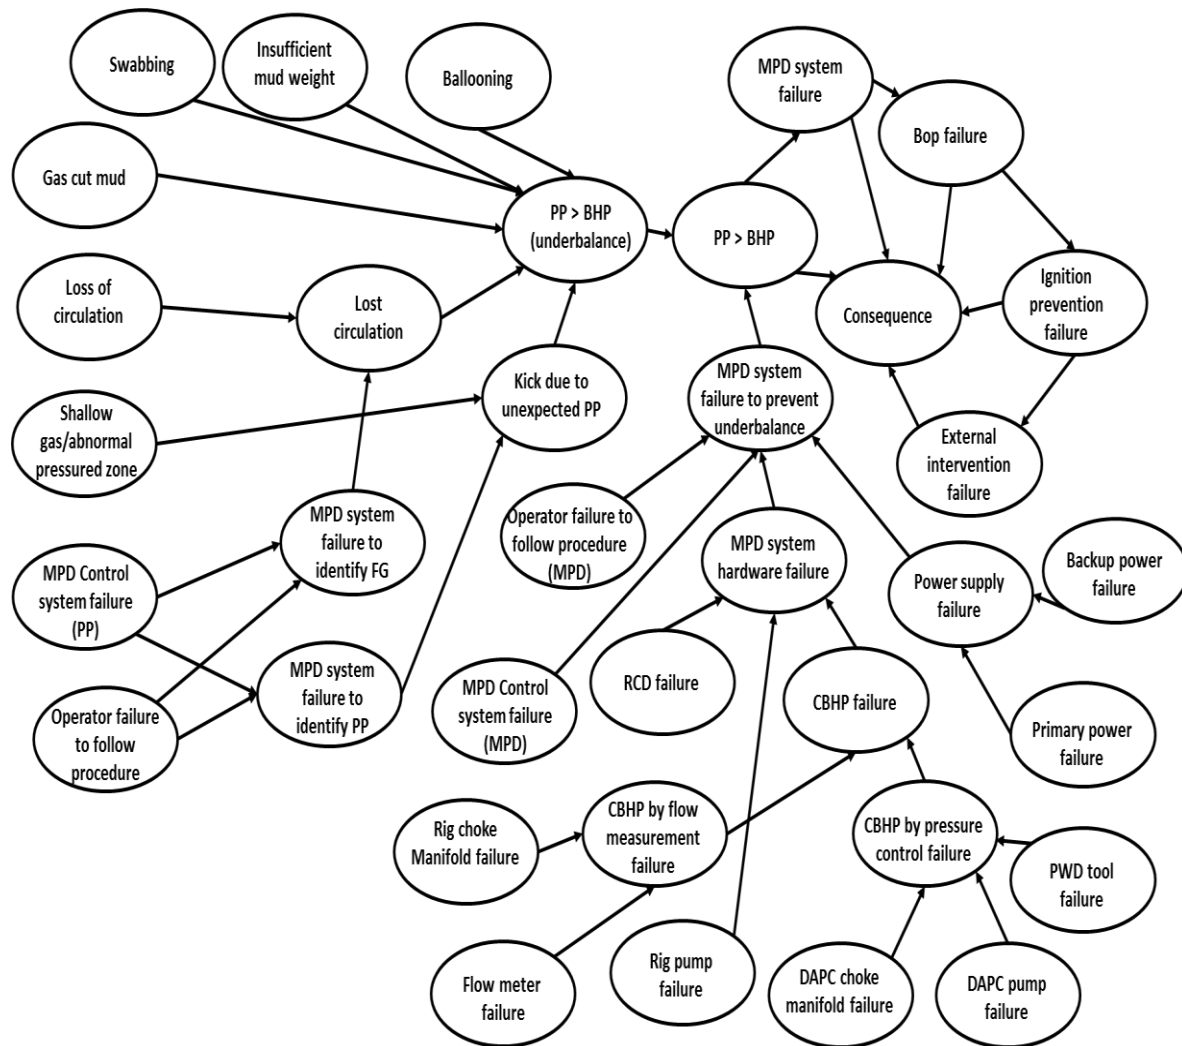 Swabbing
Insufficient
mud weight
Ballooning
MPD system
failure
Bop failure
Gas cut mud
PP > BHP
(underbalance)
PP > BHP
Loss of
circulation
Lost
circulation
Consequence
Ignition
prevention
failure
Kick due to
unexpected PP
MPD system
failure to prevent
underbalance
Shallow
gas/abnormal
pressured zone
External
intervention
failure
MPD system
failure to
identify FG
Operator failure to
follow procedure
(MPD)
MPD system
hardware failure
Power supply
failure
Backup power
failure
MPD Control
system failure
(PP)
MPD system
failure to
identify PP
MPD Control
system failure
(MPD)
RCD failure
CBHP failure
Primary power
failure
Operator failure
to follow
procedure
Rig choke
Manifold failure
CBHP by flow
measurement
failure
CBHP by pressure
control failure
PWD tool
failure
Flow meter
failure
Rig pump
failure
DAPC choke
manifold failure
DAPC pump
failure